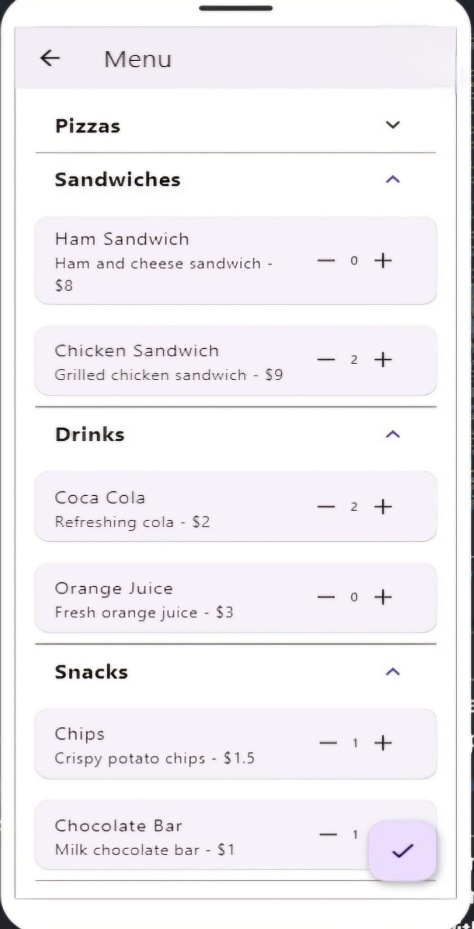 Menu
Pizzas
Sandwiches
Ham Sandwich
Ham and cheese sandwich -
$8
0
Chicken Sandwich
Grilled chicken sandwich - $9
2
Drinks
Coca Cola
Refreshing cola - $2
2
Orange Juice
Fresh orange juice - $3
0
Snacks
Chips
Crispy potato chips - $1.5
1
Chocolate Bar
Milk chocolate bar - $1
1